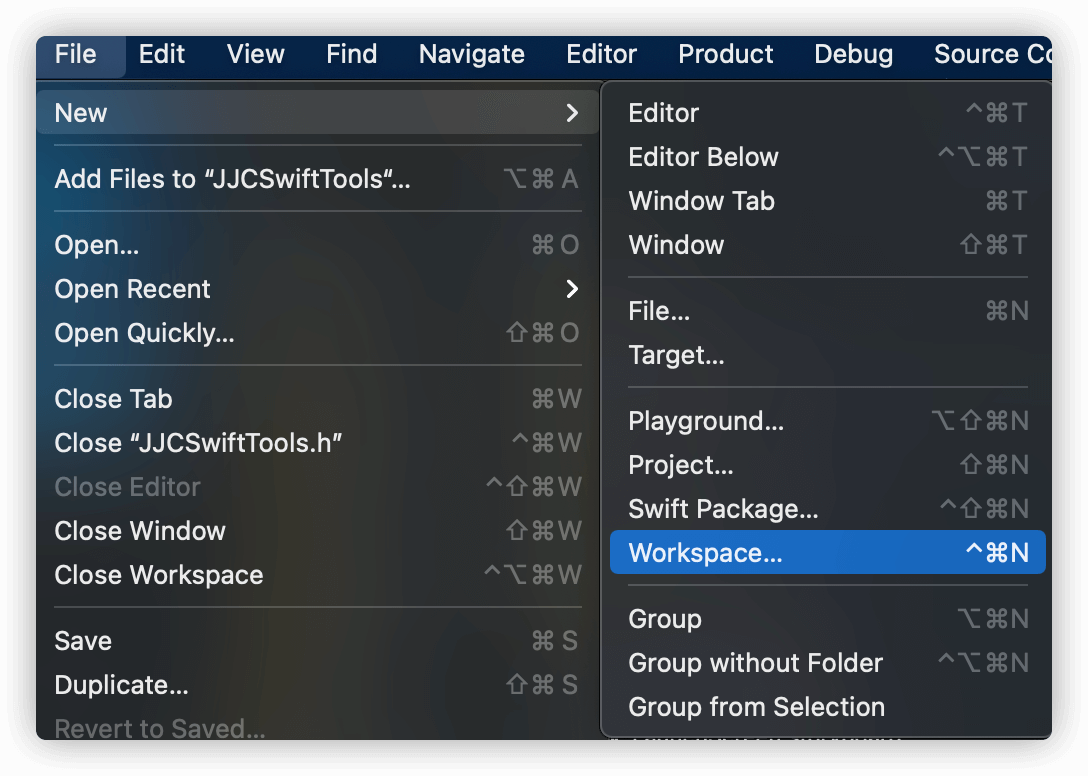 File Edit View Find Navigate Editor Product Debug Source Co
New
Add Files to “JJCSwiftTools“... ⌥⌘A
Open... ⌘O
Open Recent
Open Quickly... ⇧⌘O
Close Tab ⌘W
Close “JJCSwiftTools.h” ^⌘W
Close Editor ^⇧⌘W
Close Window ⇧⌘W
Close Workspace ^⌥⌘W
Save ⌘S
Duplicate... ⇧⌘S
Revert to Saved...
Editor ^⌘T
Editor Below ^⌥⌘T
Window Tab ⌘T
Window ⇧⌘T
File... ⌘N
Target...
Playground... ⌥⇧⌘N
Project... ⇧⌘N
Swift Package... ^⇧⌘N
Workspace... ^⌘N
Group ⌥⌘N
Group without Folder ^⌥⌘N
Group from Selection